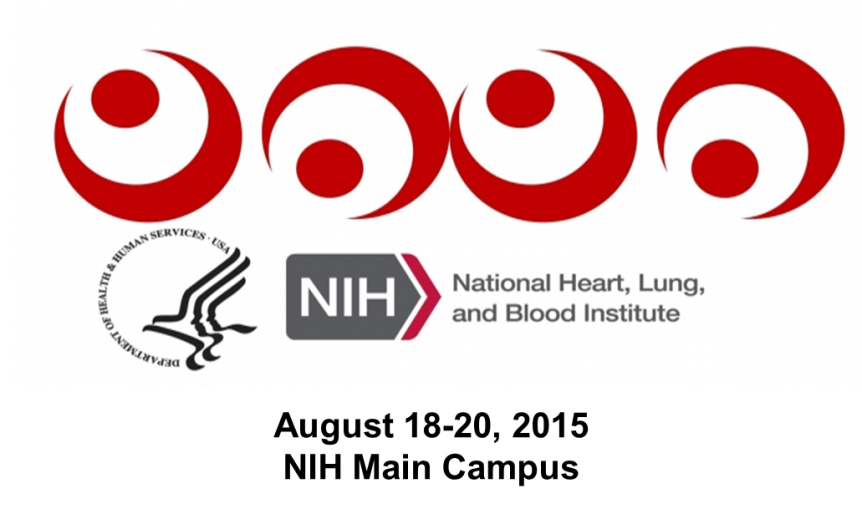 DEPARTMENT OF HEALTH & HUMAN SERVICES · USA
NIH
National Heart, Lung,
and Blood Institute
August 18-20, 2015
NIH Main Campus